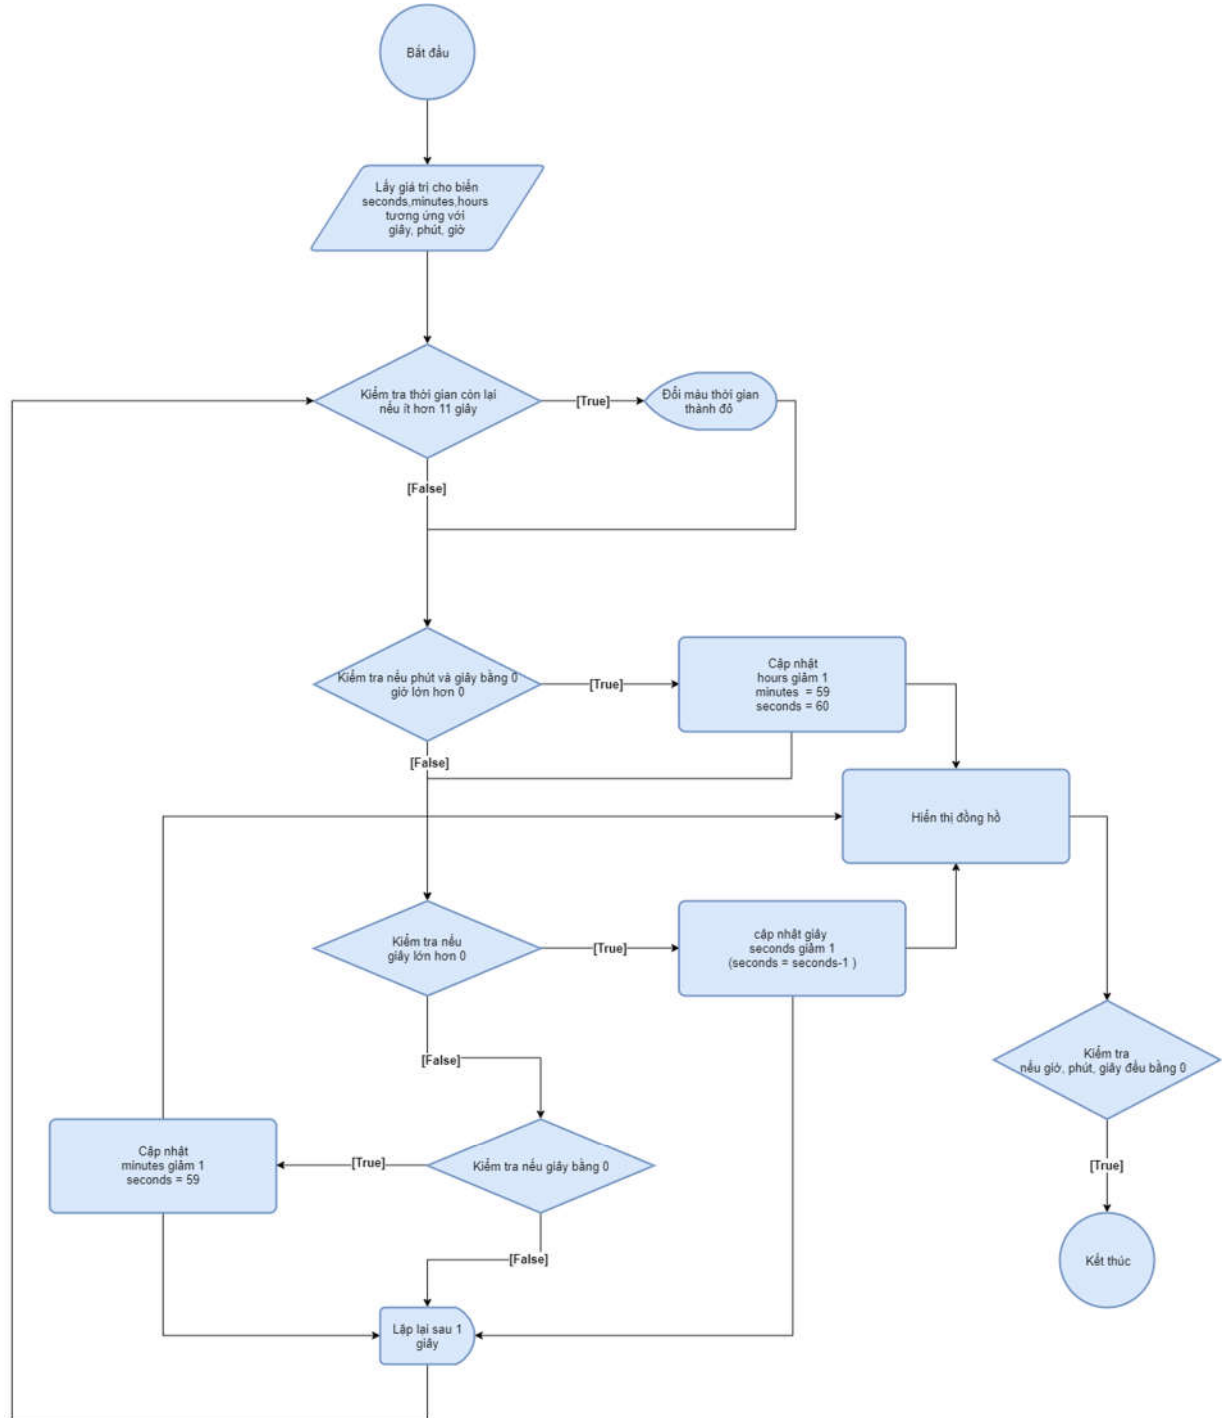 Bắt đầu
Lấy giá trị cho biến
seconds,minutes,hours
tương ứng với
giây, phút, giờ
Kiểm tra thời gian còn lại
nếu ít hơn 11 giây
[True]
Đổi màu thời gian
thành đỏ
[False]
Kiểm tra nếu phút và giây bằng 0
giờ lớn hơn 0
[True]
Cập nhật
hours giảm 1
minutes = 59
seconds = 60
[False]
Hiển thị đồng hồ
Kiểm tra nếu
giây lớn hơn 0
[True]
cập nhật giây
seconds giảm 1
(seconds = seconds-1 )
[False]
Kiểm tra
nếu giờ, phút, giây đều bằng 0
Cập nhật
minutes giảm 1
seconds = 59
[True]
Kiểm tra nếu giây bằng 0
[True]
[False]
Kết thúc
Lặp lại sau 1
giây